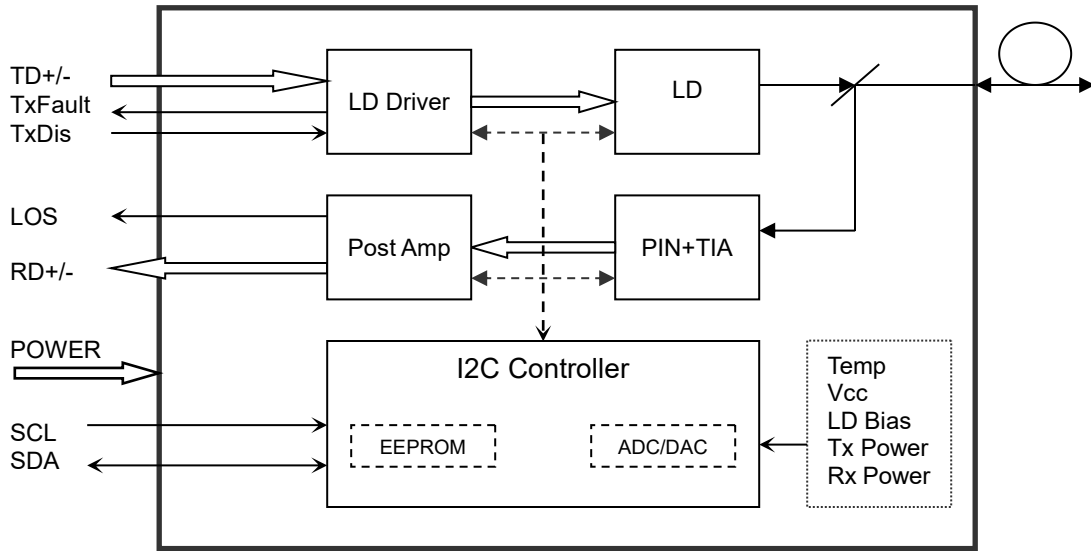 TD+/-
TxFault
TxDis
LD Driver
LD
LOS
RD+/-
Post Amp
PIN+TIA
POWER
SCL
SDA
I2C Controller
EEPROM
ADC/DAC
Temp
Vcc
LD Bias
Tx Power
Rx Power